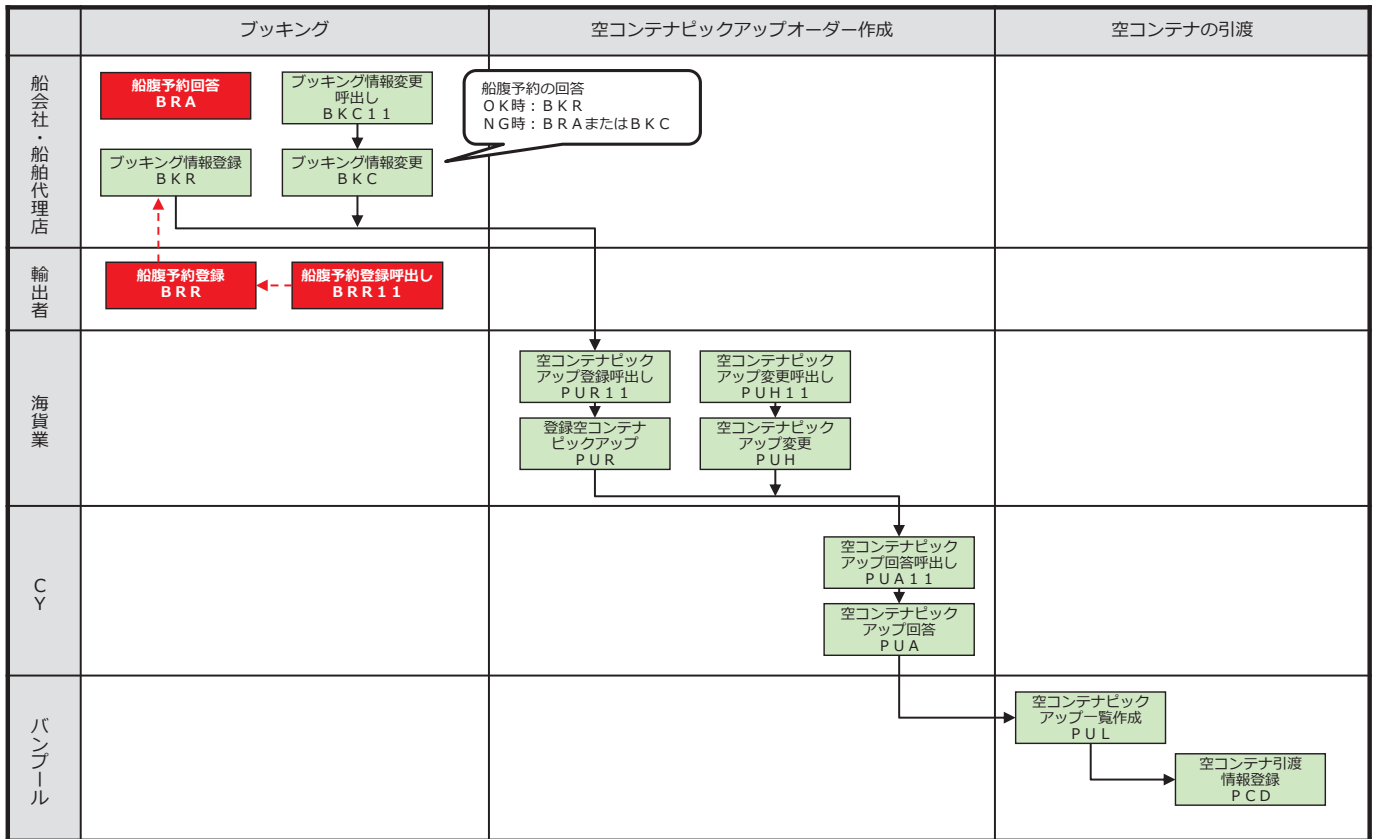 ブッキング
空コンテナピックアップオーダー作成
空コンテナの引渡
船会社・船舶代理店
船腹予約回答
ＢＲＡ
ブッキング情報変更
呼出し
ＢＫＣ１１
船腹予約の回答
ＯＫ時：ＢＫＲ
ＮＧ時：ＢＲＡまたはＢＫＣ
ブッキング情報登録
ＢＫＲ
ブッキング情報変更
ＢＫＣ
輸出者
船腹予約登録
ＢＲＲ
船腹予約登録呼出し
ＢＲＲ１１
海貨業
空コンテナピック
アップ登録呼出し
ＰＵＲ１１
空コンテナピック
アップ変更呼出し
ＰＵＨ１１
登録空コンテナ
ピックアップ
ＰＵＲ
空コンテナピック
アップ変更
ＰＵＨ
ＣＹ
空コンテナピック
アップ回答呼出し
ＰＵＡ１１
空コンテナピック
アップ回答
ＰＵＡ
バンプール
空コンテナピック
アップ一覧作成
ＰＵＬ
空コンテナ引渡
情報登録
ＰＣＤ